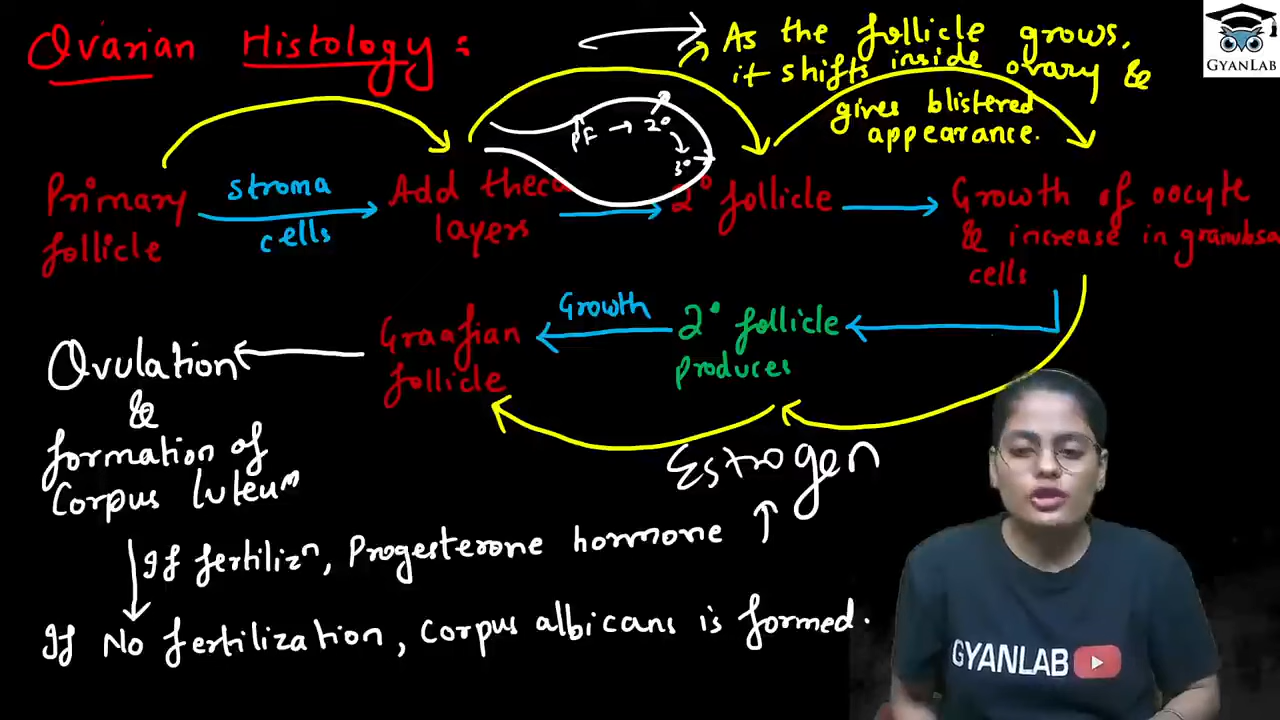 Ovarian Histology:
As the follicle grows,
it shifts inside ovary &
gives blistered
appearance.
GYANLAB
PF → 2°
3°
Primary
follicle
stroma
cells
Add theca
layers
2° follicle
Growth of oocyte
& increase in granulosa
cells
2° follicle
produces
Estrogen
Growth
Graafian
follicle
Ovulation
&
formation of
Corpus luteum
If fertilizn, Progesterone hormone ↑
If No fertilization, Corpus albicans is formed.
GYANLAB